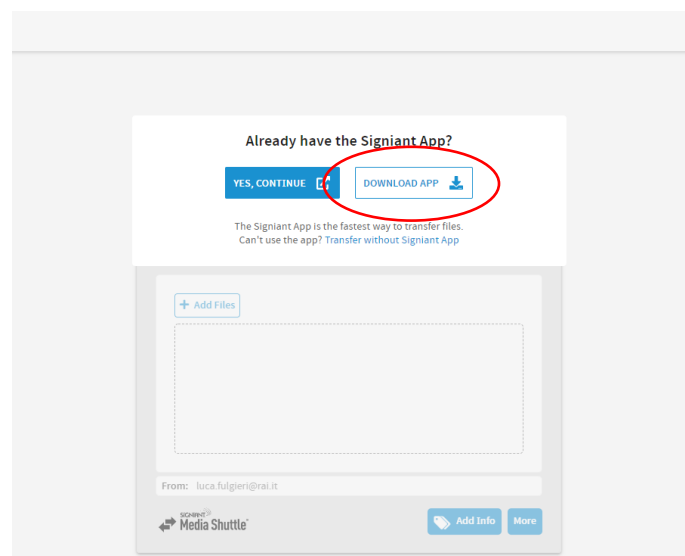 Already have the Signiant App?
YES, CONTINUE
DOWNLOAD APP
The Signiant App is the fastest way to transfer files.
Can't use the app? Transfer without Signiant App
+ Add Files
From: luca.fulgieri@rai.it
SIGNIANT
Media Shuttle
Add Info
More